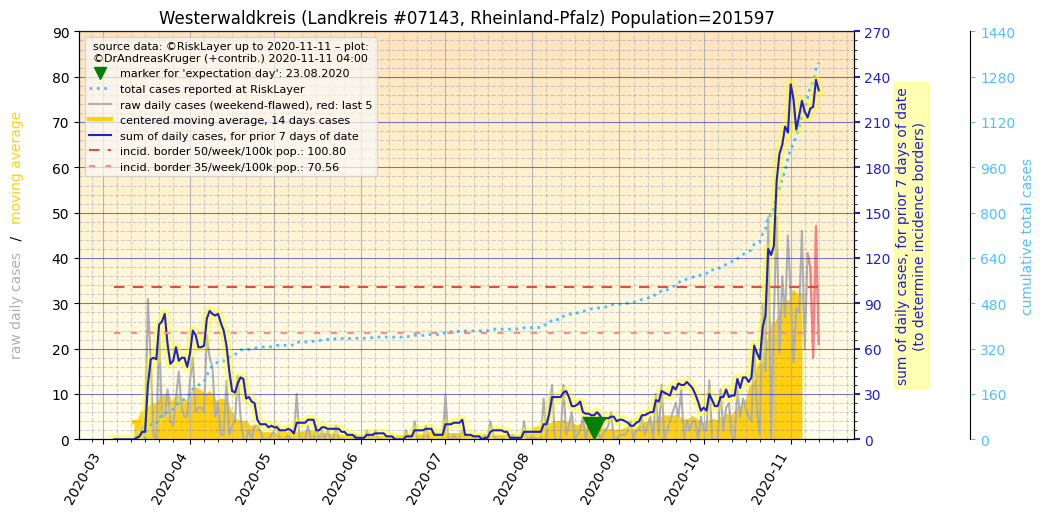 Westerwaldkreis (Landkreis #07143, Rheinland-Pfalz) Population=201597
source data: ©RiskLayer up to 2020-11-11 – plot:
©DrAndreasKruger (+contrib.) 2020-11-11 04:00
marker for 'expectation day': 23.08.2020
total cases reported at RiskLayer
raw daily cases (weekend-flawed), red: last 5
centered moving average, 14 days cases
sum of daily cases, for prior 7 days of date
incid. border 50/week/100k pop.: 100.80
incid. border 35/week/100k pop.: 70.56
raw daily cases / moving average
90
80
70
60
50
40
30
20
10
0
270
240
210
180
150
120
90
60
30
0
sum of daily cases, for prior 7 days of date
(to determine incidence borders)
1440
1280
1120
960
800
640
480
320
160
0
cumulative total cases
2020-03
2020-04
2020-05
2020-06
2020-07
2020-08
2020-09
2020-10
2020-11